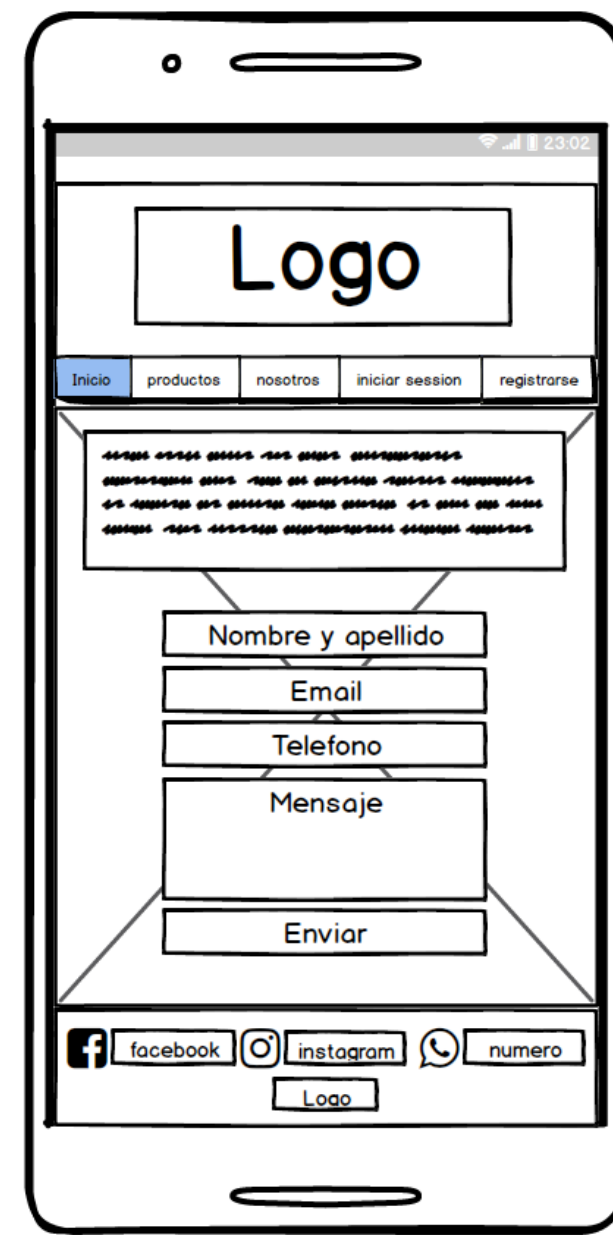 23:02
Logo
Inicio productos nosotros iniciar session registrarse
Nombre y apellido
Email
Telefono
Mensaje
Enviar
facebook instagram numero
Logo